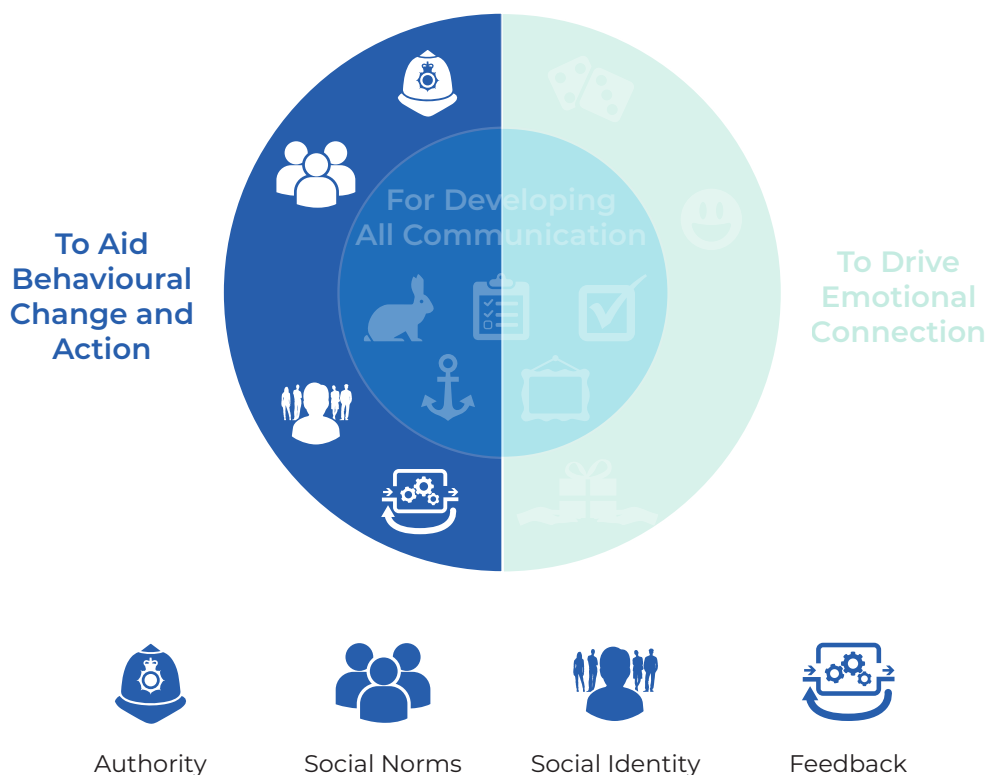 For Developing
All Communication
To Aid
Behavioural
Change and
Action
To Drive
Emotional
Connection
Authority
Social Norms
Social Identity
Feedback